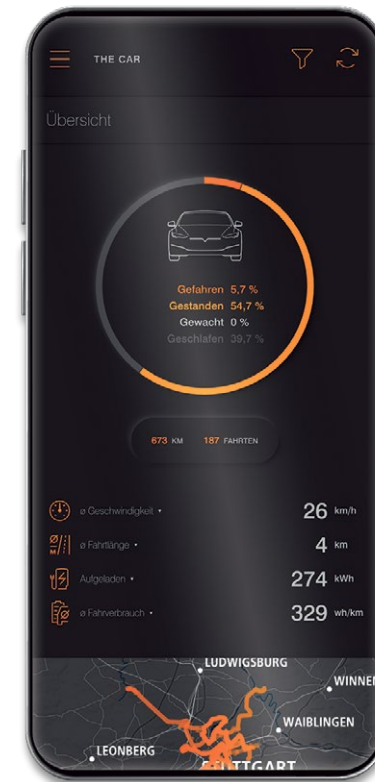 THE CAR
Übersicht
Gefahren 5,7 %
Gestanden 54,7 %
Gewacht 0 %
Geschlafen 39,7 %
673 KM 187 FAHRTEN
ø Geschwindigkeit • 26 km/h
ø Fahrtlänge • 4 km
Aufgeladen • 274 kWh
ø Fahrverbrauch • 329 wh/km
LUDWIGSBURG
WINNEN
WAIBLINGEN
LEONBERG
STUTTGART